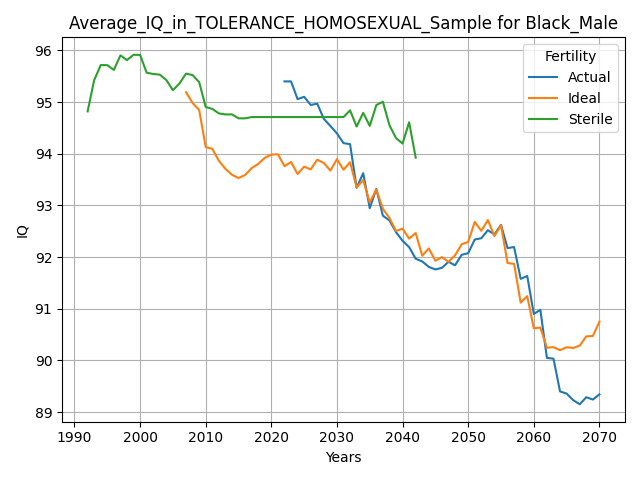 Average_IQ_in_TOLERANCE_HOMOSEXUAL_Sample for Black_Male
Fertility
Actual
Ideal
Sterile
IQ
96
95
94
93
92
91
90
89
1990 2000 2010 2020 2030 2040 2050 2060 2070
Years